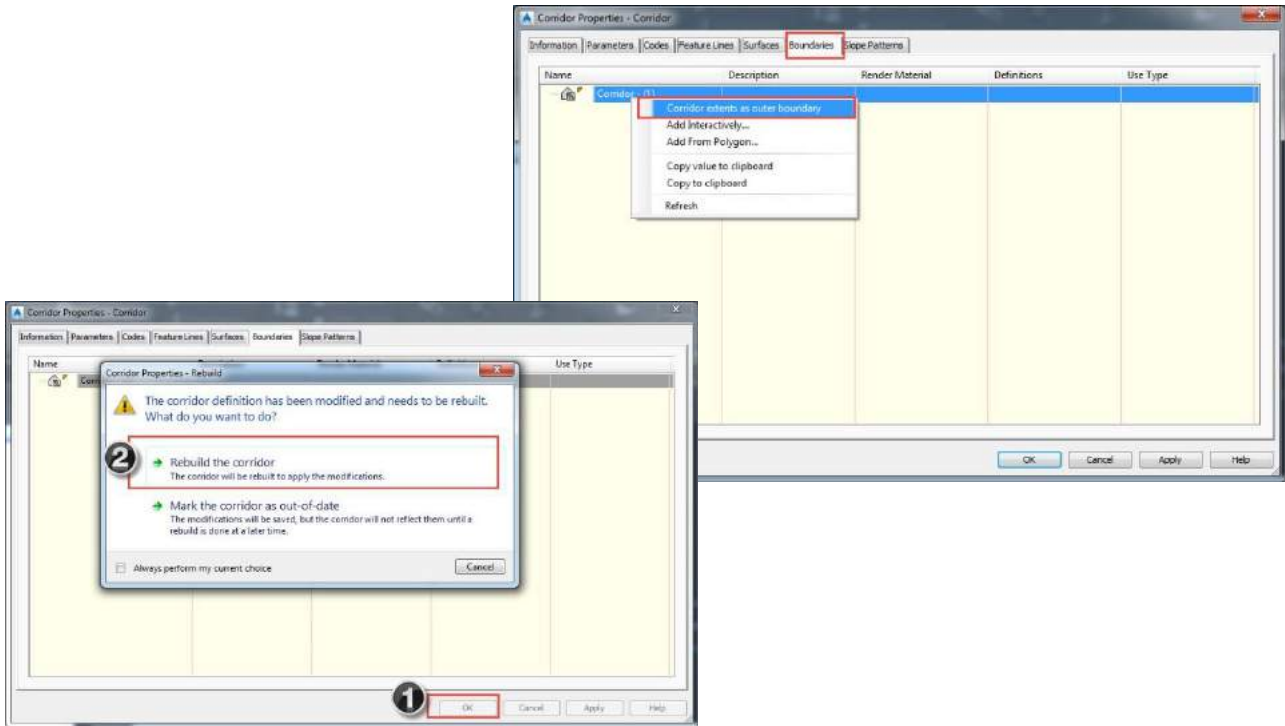 Corridor Properties - Corridor
Information Parameters Codes Feature Lines Surfaces Boundaries Slope Patterns
Name Description Render Material Definitions Use Type
Corridor - (1)
Corridor extents as outer boundary
Add Interactively...
Add From Polygon...
Copy value to clipboard
Copy to clipboard
Refresh
OK Cancel Apply Help
Corridor Properties - Corridor
Information Parameters Codes Feature Lines Surfaces Boundaries Slope Patterns
Name Use Type
Corridor Properties - Rebuild
The corridor definition has been modified and needs to be rebuilt.
What do you want to do?
2
Rebuild the corridor
The corridor will be rebuilt to apply the modifications.
Mark the corridor as out-of-date
The modifications will be saved, but the corridor will not reflect them until a
rebuild is done at a later time.
Always perform my current choice
Cancel
1
OK Cancel Apply Help